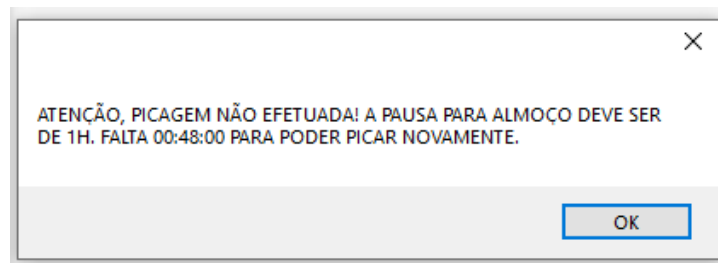 ATENÇÃO, PICAGEM NÃO EFETUADA! A PAUSA PARA ALMOÇO DEVE SER
DE 1H. FALTA 00:48:00 PARA PODER PICAR NOVAMENTE.
OK